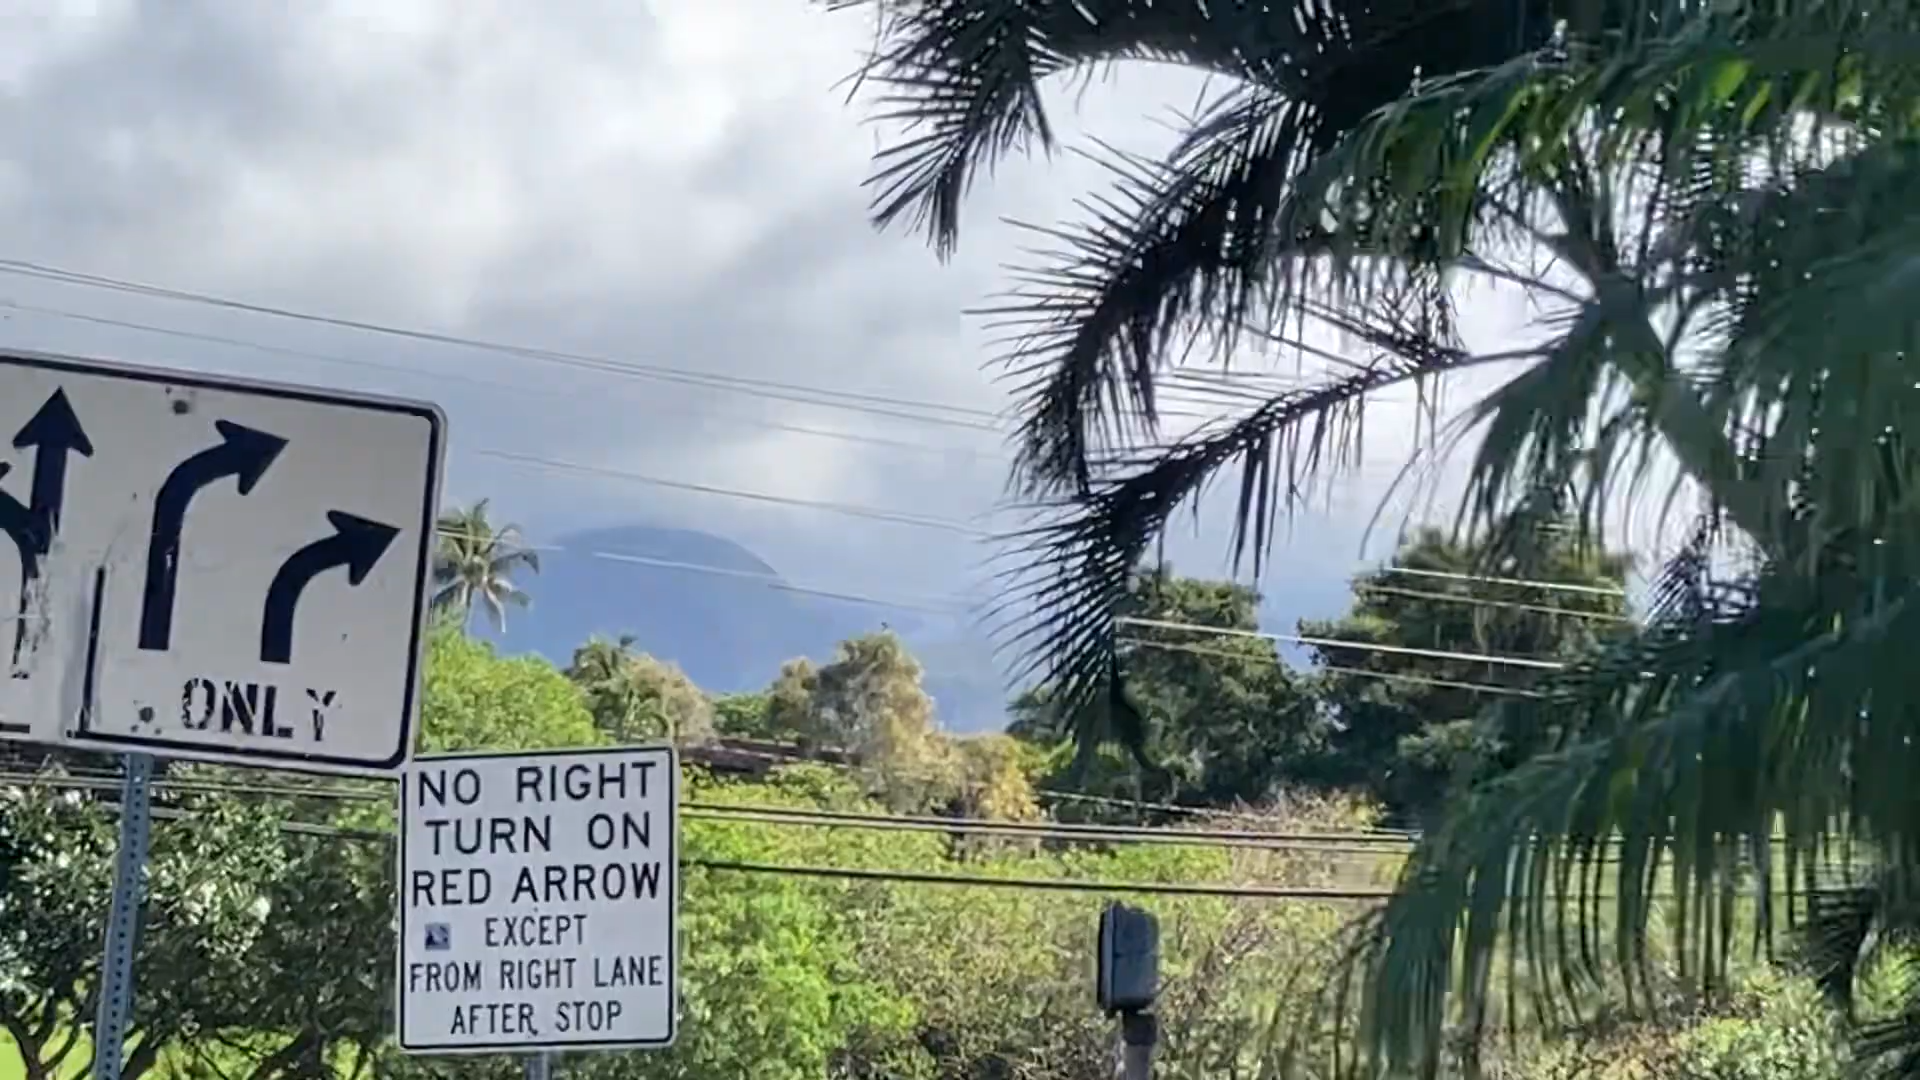 ONLY
NO RIGHT
TURN ON
RED ARROW
EXCEPT
FROM RIGHT LANE
AFTER STOP